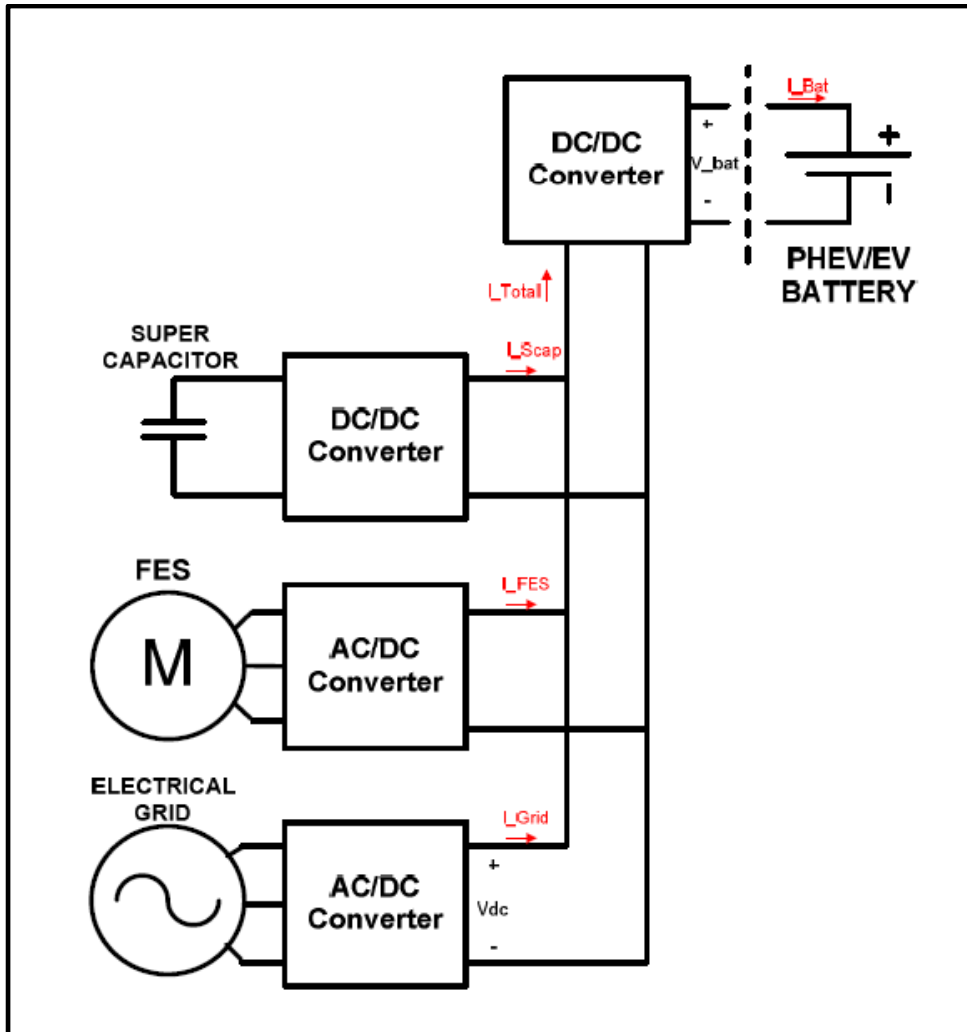 I_Bat
DC/DC
Converter
+
V_bat
-
+
-
PHEV/EV
BATTERY
I_Totall
SUPER
CAPACITOR
I_Scap
DC/DC
Converter
FES
I_FES
M
AC/DC
Converter
ELECTRICAL
GRID
I_Grid
AC/DC
Converter
+
Vdc
-